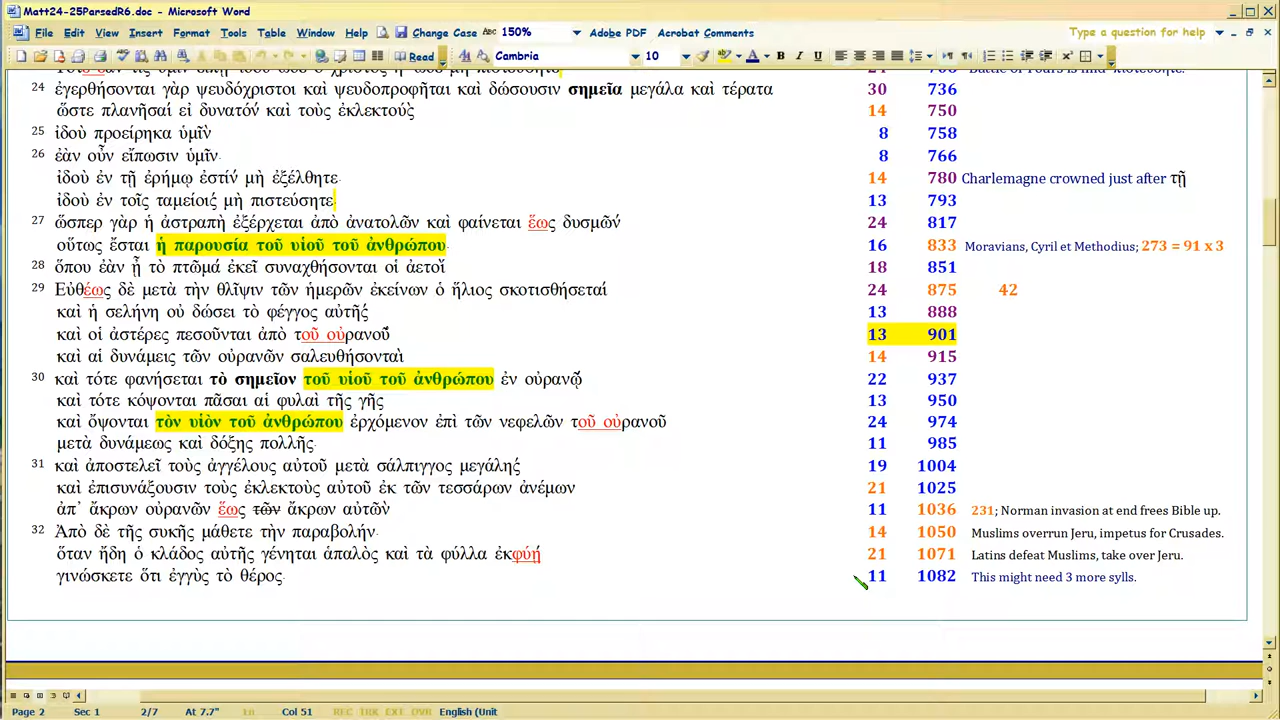 Matt24-25ParsedR6.doc - Microsoft Word
File Edit View Insert Format Tools Table Window Help Change Case 150% Adobe PDF Acrobat Comments Type a question for help
Read Cambria 10
24 ἐγερθήσονται γὰρ ψευδόχριστοι καὶ ψευδοπροφῆται καὶ δώσουσιν σημεῖα μεγάλα καὶ τέρατα 30 736
ὥστε πλανῆσαί εἰ δυνατόν καὶ τοὺς ἐκλεκτούς 14 750
25 ἰδοὺ προείρηκα ὑμῖν 8 758
26 ἐὰν οὖν εἴπωσιν ὑμῖν· 8 766
ἰδοὺ ἐν τῇ ἐρήμῳ ἐστίν μὴ ἐξέλθητε· 14 780 Charlemagne crowned just after τῇ
ἰδοὺ ἐν τοῖς ταμείοις μὴ πιστεύσητε 13 793
27 ὥσπερ γὰρ ἡ ἀστραπὴ ἐξέρχεται ἀπὸ ἀνατολῶν καὶ φαίνεται ἕως δυσμῶν 24 817
οὕτως ἔσται ἡ παρουσία τοῦ υἱοῦ τοῦ ἀνθρώπου· 16 833 Moravians, Cyril et Methodius; 273 = 91 x 3
28 ὅπου ἐὰν ᾖ τὸ πτῶμά ἐκεῖ συναχθήσονται οἱ ἀετοί 18 851
29 Εὐθέως δὲ μετὰ τὴν θλῖψιν τῶν ἡμερῶν ἐκείνων ὁ ἥλιος σκοτισθήσεταί 24 875 42
καὶ ἡ σελήνη οὐ δώσει τὸ φέγγος αὐτῆς 13 888
καὶ οἱ ἀστέρες πεσοῦνται ἀπὸ τοῦ οὐρανοῦ 13 901
καὶ αἱ δυνάμεις τῶν οὐρανῶν σαλευθήσονται 14 915
30 καὶ τότε φανήσεται τὸ σημεῖον τοῦ υἱοῦ τοῦ ἀνθρώπου ἐν οὐρανῷ 22 937
καὶ τότε κόψονται πᾶσαι αἱ φυλαὶ τῆς γῆς 13 950
καὶ ὄψονται τὸν υἱὸν τοῦ ἀνθρώπου ἐρχόμενον ἐπὶ τῶν νεφελῶν τοῦ οὐρανοῦ 24 974
μετὰ δυνάμεως καὶ δόξης πολλῆς· 11 985
31 καὶ ἀποστελεῖ τοὺς ἀγγέλους αὐτοῦ μετὰ σάλπιγγος μεγάλης 19 1004
καὶ ἐπισυνάξουσιν τοὺς ἐκλεκτοὺς αὐτοῦ ἐκ τῶν τεσσάρων ἀνέμων 21 1025
ἀπ' ἄκρων οὐρανῶν ἕως τῶν ἄκρων αὐτῶν 11 1036 231; Norman invasion at end frees Bible up.
32 Ἀπὸ δὲ τῆς συκῆς μάθετε τὴν παραβολήν· 14 1050 Muslims overrun Jeru, impetus for Crusades.
ὅταν ἤδη ὁ κλάδος αὐτῆς γένηται ἁπαλὸς καὶ τὰ φύλλα ἐκφύῃ 21 1071 Latins defeat Muslims, take over Jeru.
γινώσκετε ὅτι ἐγγὺς τὸ θέρος· 11 1082 This might need 3 more sylls.
Page 2 Sec 1 2/7 At 7.7" Ln Col 51 REC TRK EXT OVR English (Unit